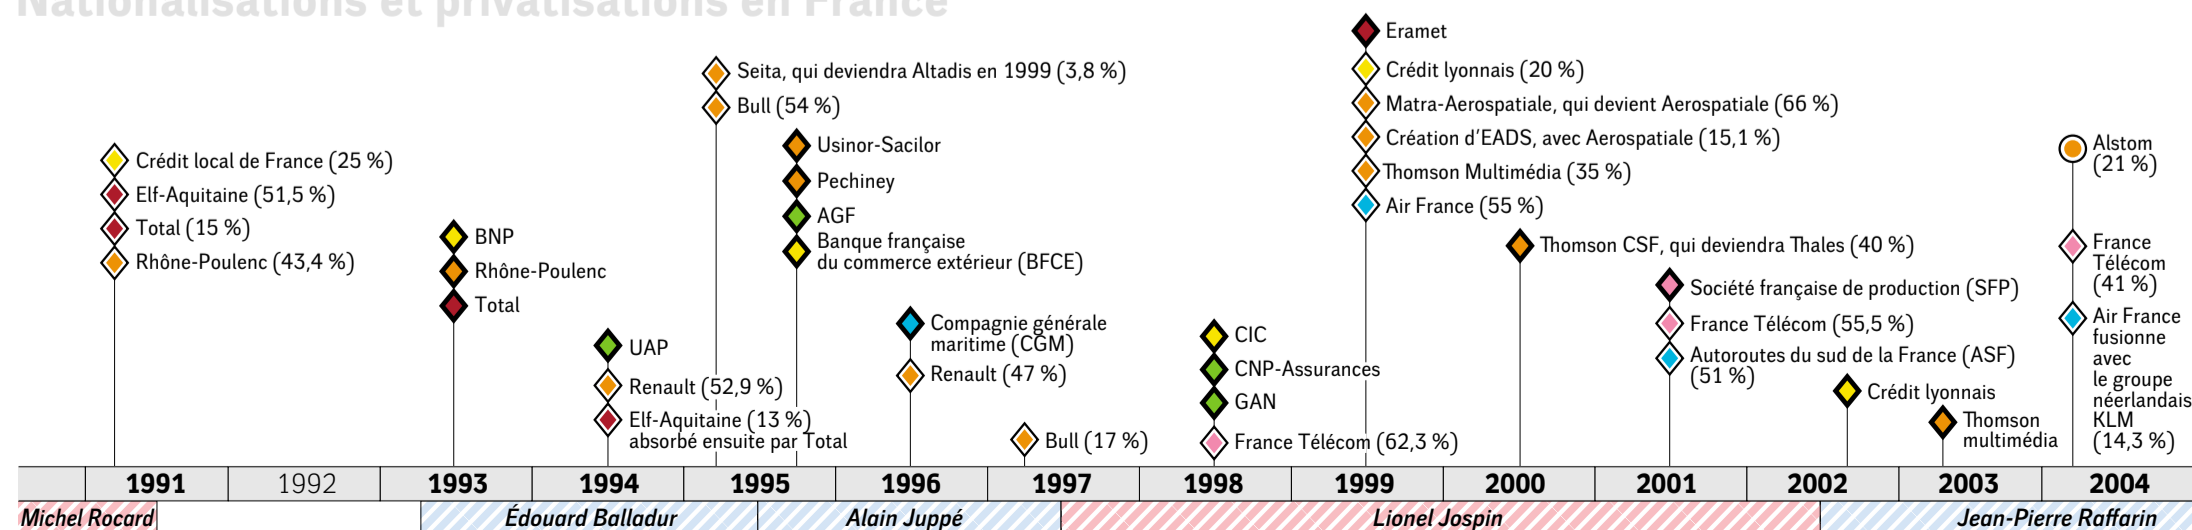 Nationalisations et privatisations en France
Crédit local de France (25 %)
Elf-Aquitaine (51,5 %)
Total (15 %)
Rhône-Poulenc (43,4 %)
BNP
Rhône-Poulenc
Total
UAP
Renault (52,9 %)
Elf-Aquitaine (13 %)
absorbé ensuite par Total
Seita, qui deviendra Altadis en 1999 (3,8 %)
Bull (54 %)
Usinor-Sacilor
Pechiney
AGF
Banque française
du commerce extérieur (BFCE)
Compagnie générale
maritime (CGM)
Renault (47 %)
Bull (17 %)
CIC
CNP-Assurances
GAN
France Télécom (62,3 %)
Eramet
Crédit lyonnais (20 %)
Matra-Aerospatiale, qui devient Aerospatiale (66 %)
Création d’EADS, avec Aerospatiale (15,1 %)
Thomson Multimédia (35 %)
Air France (55 %)
Thomson CSF, qui deviendra Thales (40 %)
Société française de production (SFP)
France Télécom (55,5 %)
Autoroutes du sud de la France (ASF)
(51 %)
Crédit lyonnais
Thomson
multimédia
Alstom
(21 %)
France
Télécom
(41 %)
Air France
fusionne
avec
le groupe
néerlandais
KLM
(14,3 %)
1991 1992 1993 1994 1995 1996 1997 1998 1999 2000 2001 2002 2003 2004
Michel Rocard Édouard Balladur Alain Juppé Lionel Jospin Jean-Pierre Raffarin